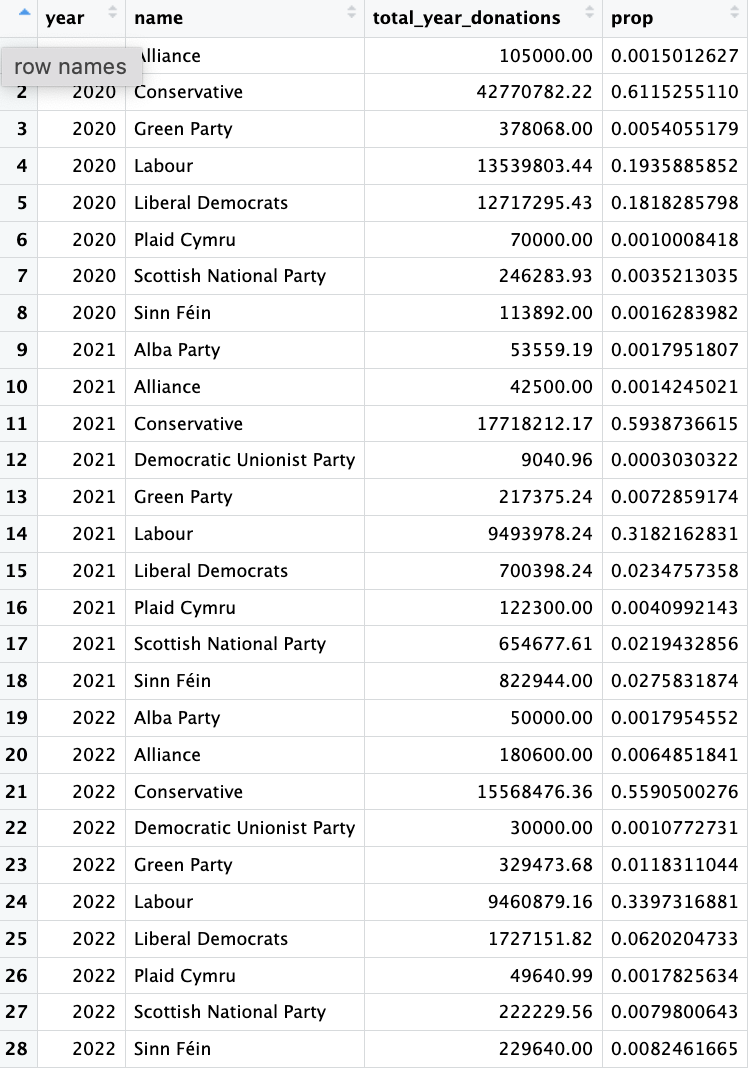 year name total_year_donations prop
row names Alliance 105000.00 0.0015012627
2 2020 Conservative 42770782.22 0.6115255110
3 2020 Green Party 378068.00 0.0054055179
4 2020 Labour 13539803.44 0.1935885852
5 2020 Liberal Democrats 12717295.43 0.1818285798
6 2020 Plaid Cymru 70000.00 0.0010008418
7 2020 Scottish National Party 246283.93 0.0035213035
8 2020 Sinn Féin 113892.00 0.0016283982
9 2021 Alba Party 53559.19 0.0017951807
10 2021 Alliance 42500.00 0.0014245021
11 2021 Conservative 17718212.17 0.5938736615
12 2021 Democratic Unionist Party 9040.96 0.0003030322
13 2021 Green Party 217375.24 0.0072859174
14 2021 Labour 9493978.24 0.3182162831
15 2021 Liberal Democrats 700398.24 0.0234757358
16 2021 Plaid Cymru 122300.00 0.0040992143
17 2021 Scottish National Party 654677.61 0.0219432856
18 2021 Sinn Féin 822944.00 0.0275831874
19 2022 Alba Party 50000.00 0.0017954552
20 2022 Alliance 180600.00 0.0064851841
21 2022 Conservative 15568476.36 0.5590500276
22 2022 Democratic Unionist Party 30000.00 0.0010772731
23 2022 Green Party 329473.68 0.0118311044
24 2022 Labour 9460879.16 0.3397316881
25 2022 Liberal Democrats 1727151.82 0.0620204733
26 2022 Plaid Cymru 49640.99 0.0017825634
27 2022 Scottish National Party 222229.56 0.0079800643
28 2022 Sinn Féin 229640.00 0.0082461665